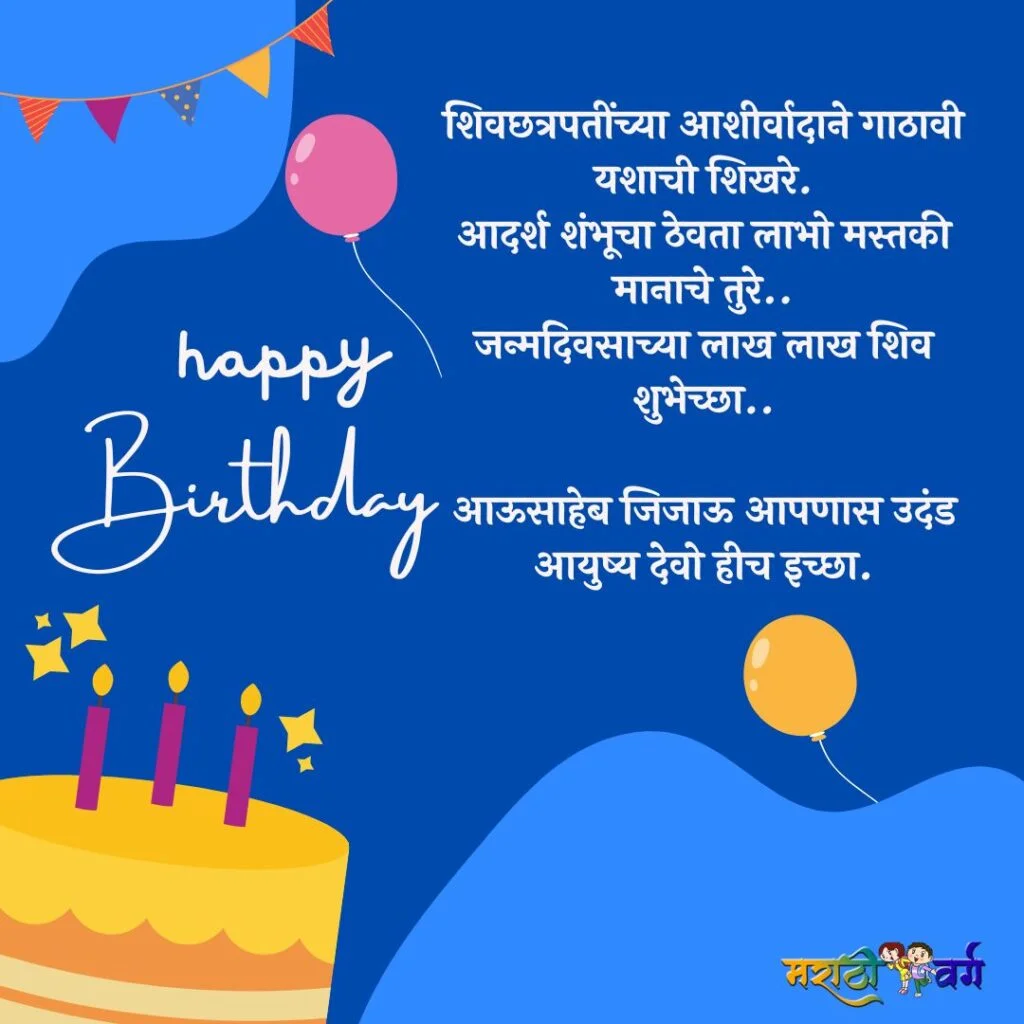 शिवछत्रपतींच्या आशीर्वादाने गाठावी
यशाची शिखरे.
आदर्श शंभूचा ठेवता लाभो मस्तकी
मानाचे तुरे..
जन्मदिवसाच्या लाख लाख शिव
शुभेच्छा..
happy
Birthday
आऊसाहेब जिजाऊ आपणास उदंड
आयुष्य देवो हीच इच्छा.
मराठी वर्ग